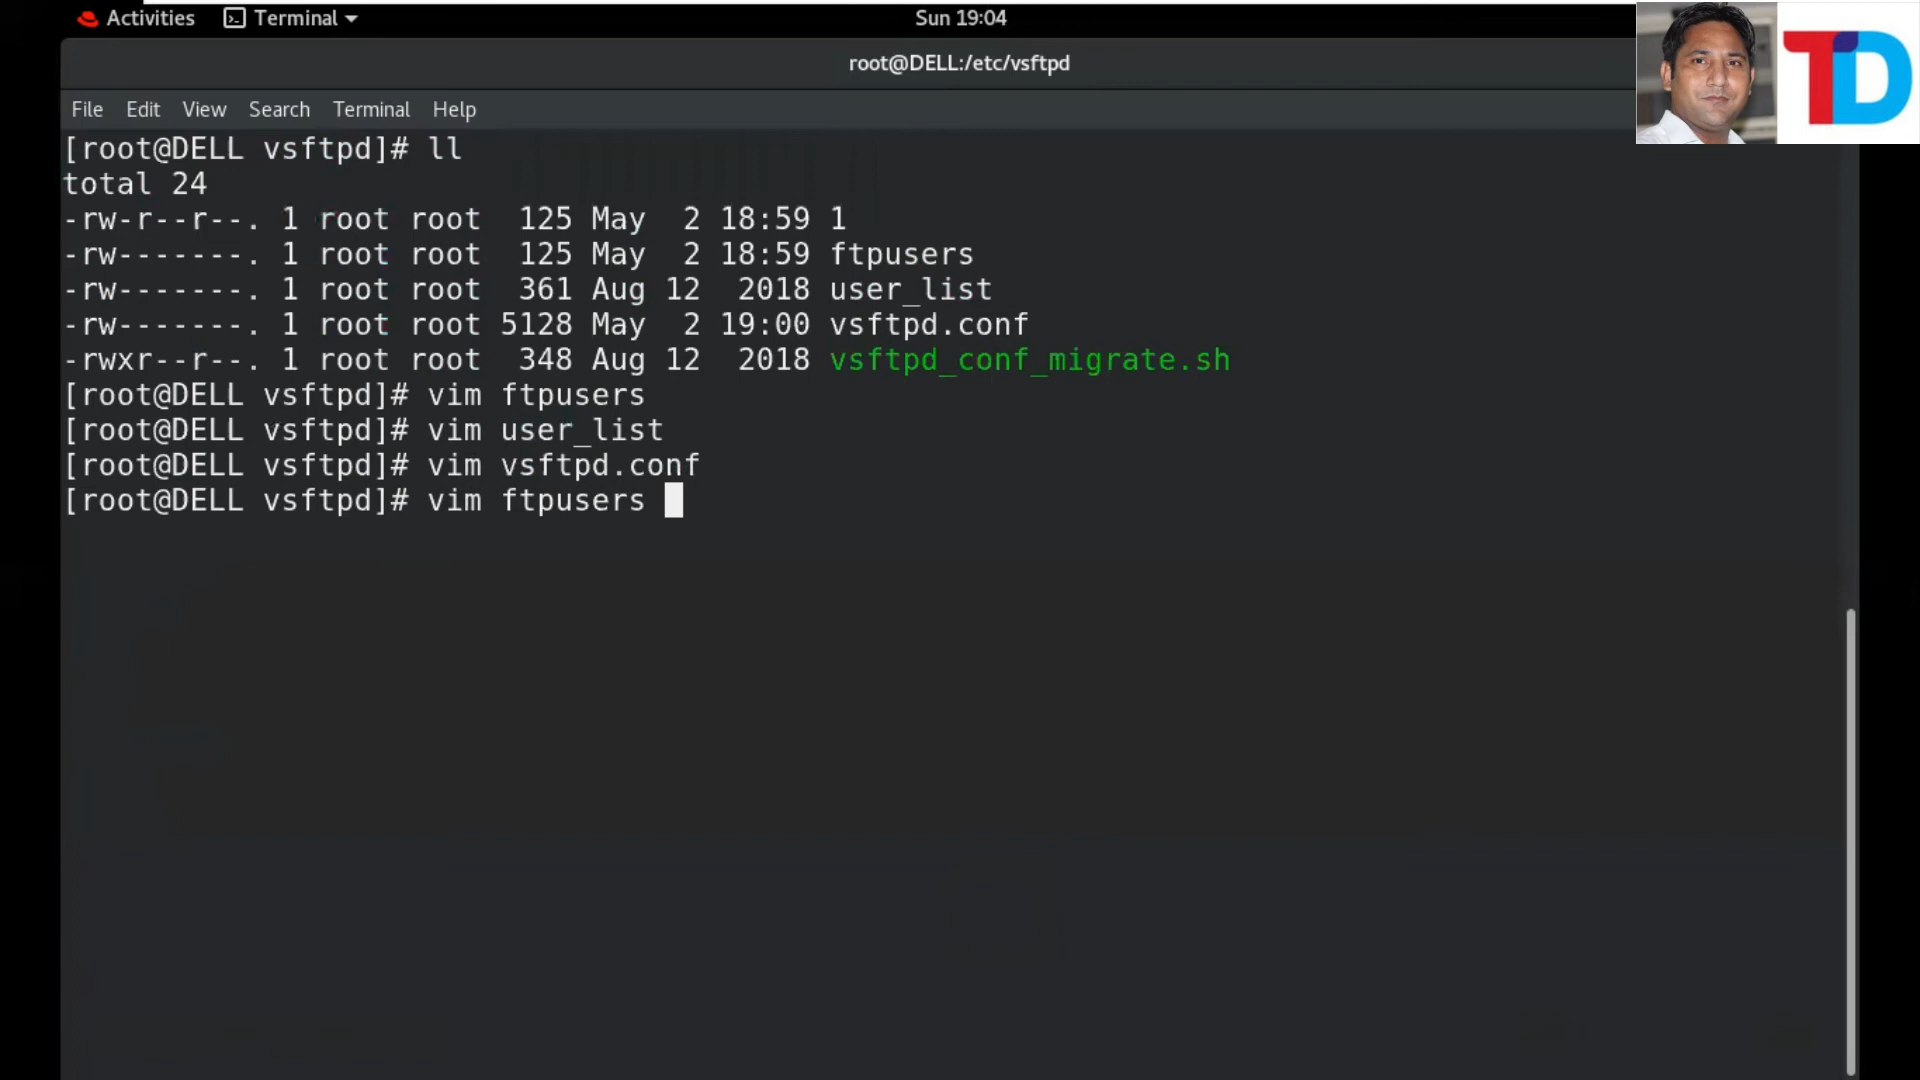 Activities Terminal Sun 19:04
TD
root@DELL:/etc/vsftpd
File Edit View Search Terminal Help
[root@DELL vsftpd]# ll
total 24
-rw-r--r--. 1 root root  125 May  2 18:59 1
-rw-------. 1 root root  125 May  2 18:59 ftpusers
-rw-------. 1 root root  361 Aug 12  2018 user_list
-rw-------. 1 root root 5128 May  2 19:00 vsftpd.conf
-rwxr--r--. 1 root root  348 Aug 12  2018 vsftpd_conf_migrate.sh
[root@DELL vsftpd]# vim ftpusers
[root@DELL vsftpd]# vim user_list
[root@DELL vsftpd]# vim vsftpd.conf
[root@DELL vsftpd]# vim ftpusers